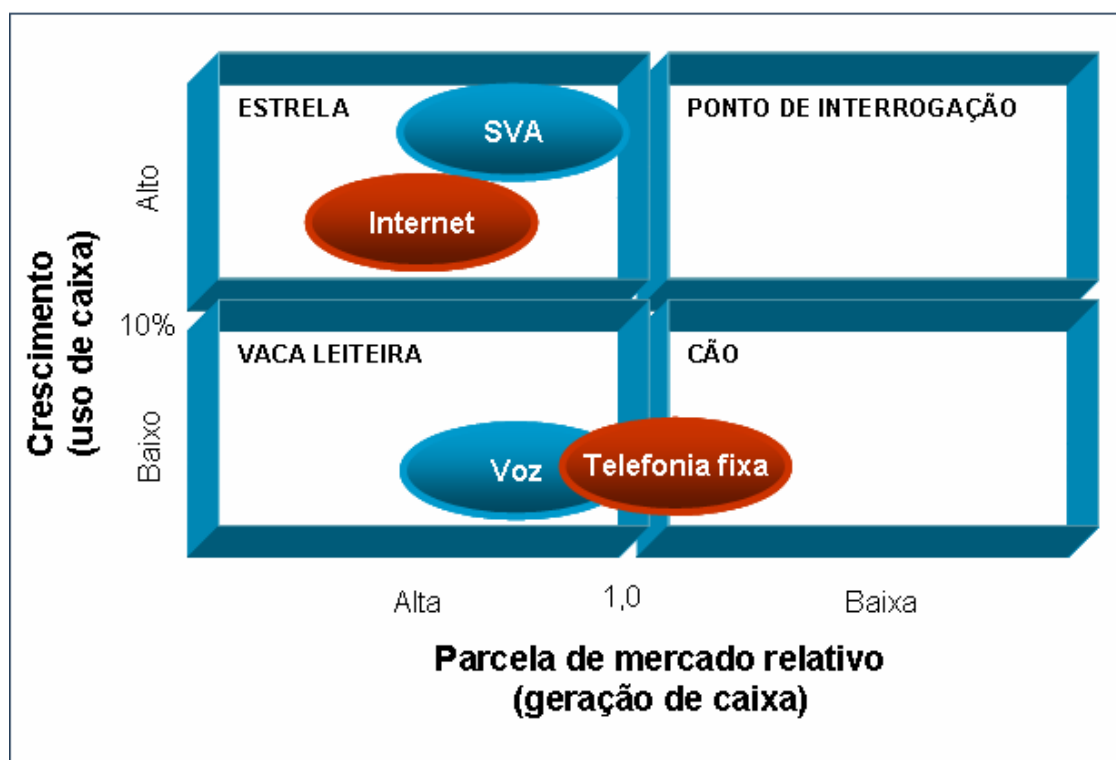 ESTRELA
PONTO DE INTERROGAÇÃO
SVA
Internet
VACA LEITEIRA
CÃO
Voz
Telefonia fixa
Crescimento
(uso de caixa)
Alto
10%
Baixo
Alta
1,0
Baixa
Parcela de mercado relativo
(geração de caixa)